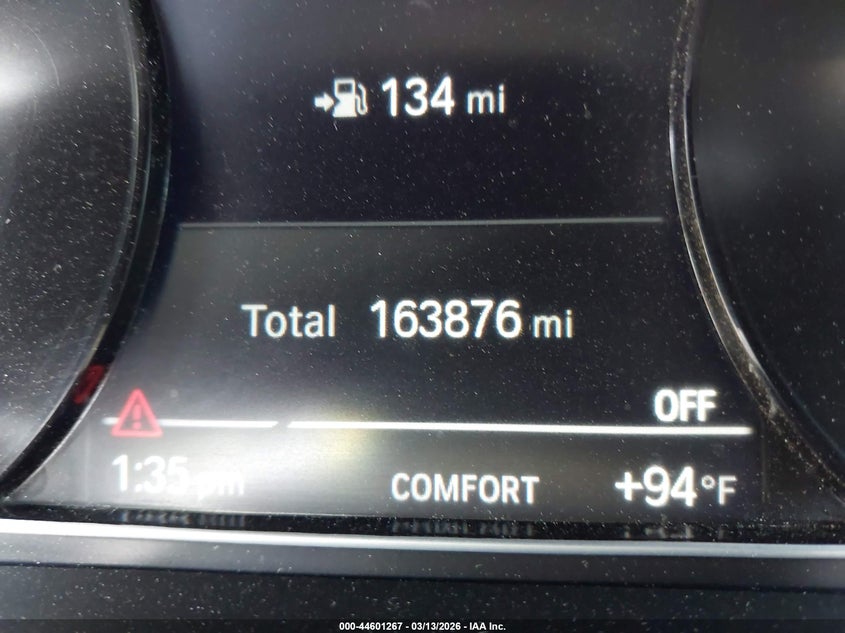 134 mi
Total 163876 mi
OFF
1:35 pm COMFORT +94°F
000-44601267 - 03/13/2026 - IAA Inc.